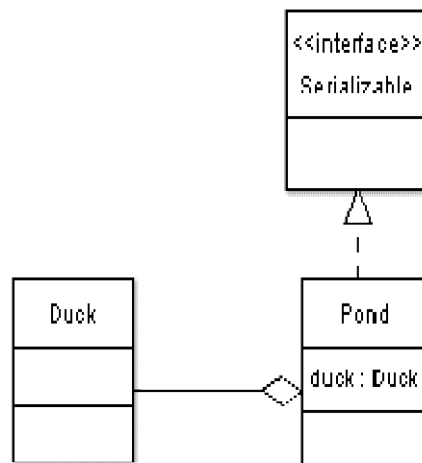 <<interface>>
Serializable
Duck
Pond
duck : Duck